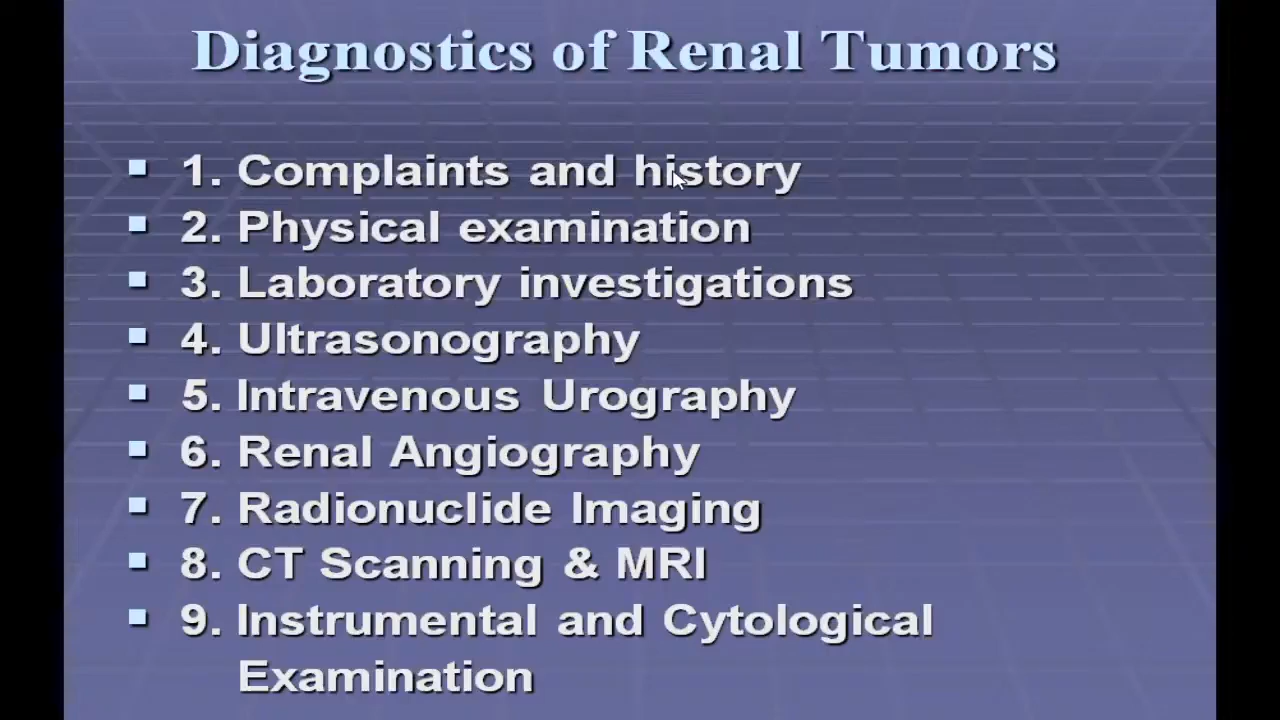 Diagnostics of Renal Tumors
1. Complaints and history
2. Physical examination
3. Laboratory investigations
4. Ultrasonography
5. Intravenous Urography
6. Renal Angiography
7. Radionuclide Imaging
8. CT Scanning & MRI
9. Instrumental and Cytological
Examination